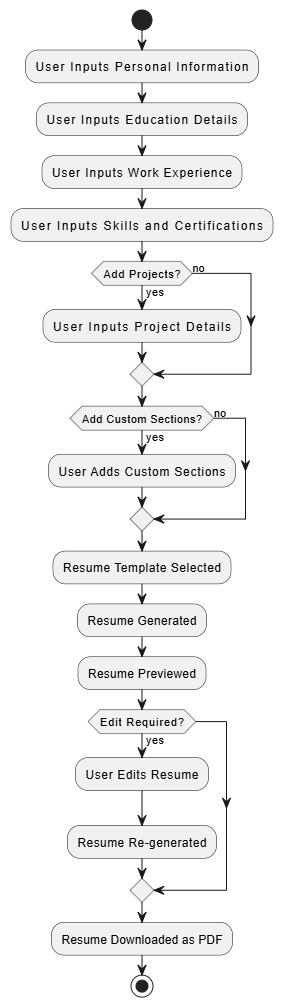 User Inputs Personal Information
User Inputs Education Details
User Inputs Work Experience
User Inputs Skills and Certifications
Add Projects?
no
yes
User Inputs Project Details
Add Custom Sections?
no
yes
User Adds Custom Sections
Resume Template Selected
Resume Generated
Resume Previewed
Edit Required?
yes
User Edits Resume
Resume Re-generated
Resume Downloaded as PDF